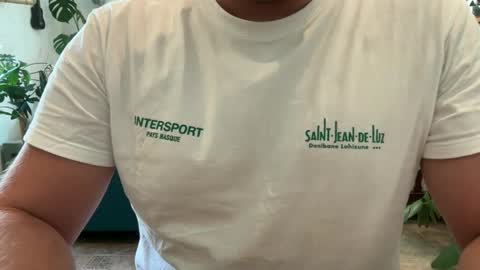 INTERSPORT
PAYS BASQUE
SAINT·JEAN·DE·LUZ
Donibane Lohizune